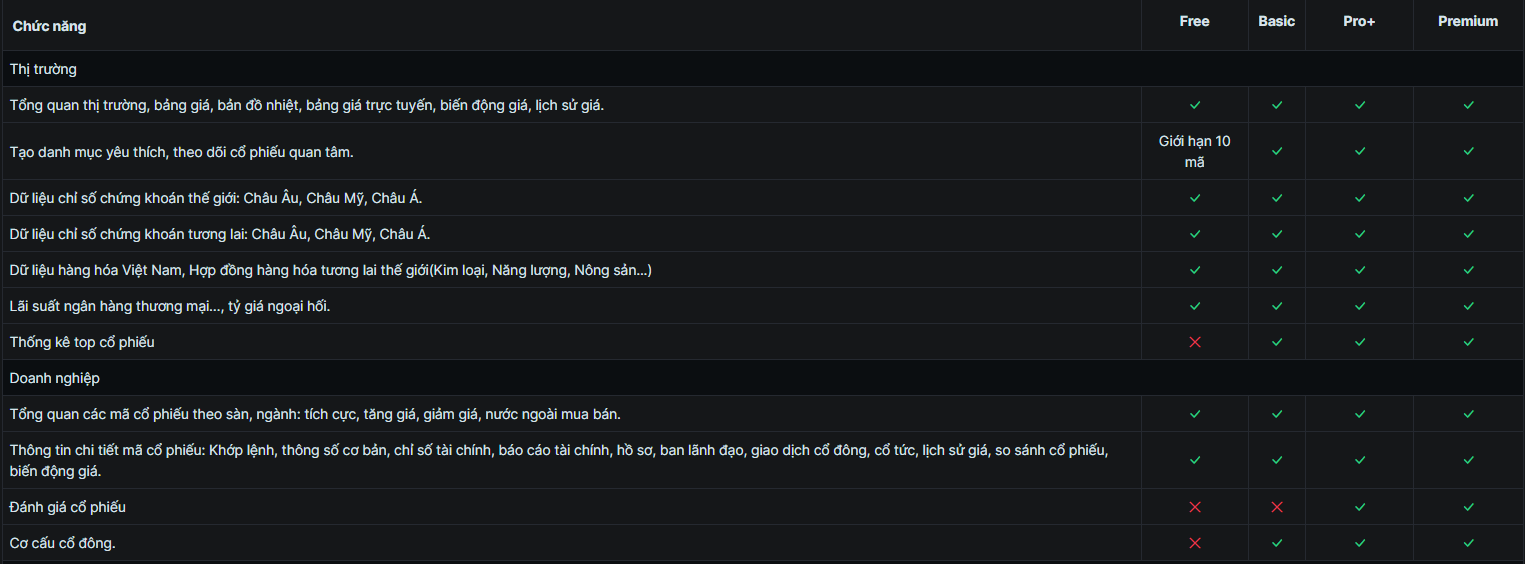 Chức năng Free Basic Pro+ Premium
Thị trường
Tổng quan thị trường, bảng giá, bản đồ nhiệt, bảng giá trực tuyến, biến động giá, lịch sử giá.
Tạo danh mục yêu thích, theo dõi cổ phiếu quan tâm. Giới hạn 10
mã
Dữ liệu chỉ số chứng khoán thế giới: Châu Âu, Châu Mỹ, Châu Á.
Dữ liệu chỉ số chứng khoán tương lai: Châu Âu, Châu Mỹ, Châu Á.
Dữ liệu hàng hóa Việt Nam, Hợp đồng hàng hóa tương lai thế giới(Kim loại, Năng lượng, Nông sản...)
Lãi suất ngân hàng thương mại..., tỷ giá ngoại hối.
Thống kê top cổ phiếu
Doanh nghiệp
Tổng quan các mã cổ phiếu theo sàn, ngành: tích cực, tăng giá, giảm giá, nước ngoài mua bán.
Thông tin chi tiết mã cổ phiếu: Khớp lệnh, thông số cơ bản, chỉ số tài chính, báo cáo tài chính, hồ sơ, ban lãnh đạo, giao dịch cổ đông, cổ tức, lịch sử giá, so sánh cổ phiếu,
biến động giá.
Đánh giá cổ phiếu
Cơ cấu cổ đông.